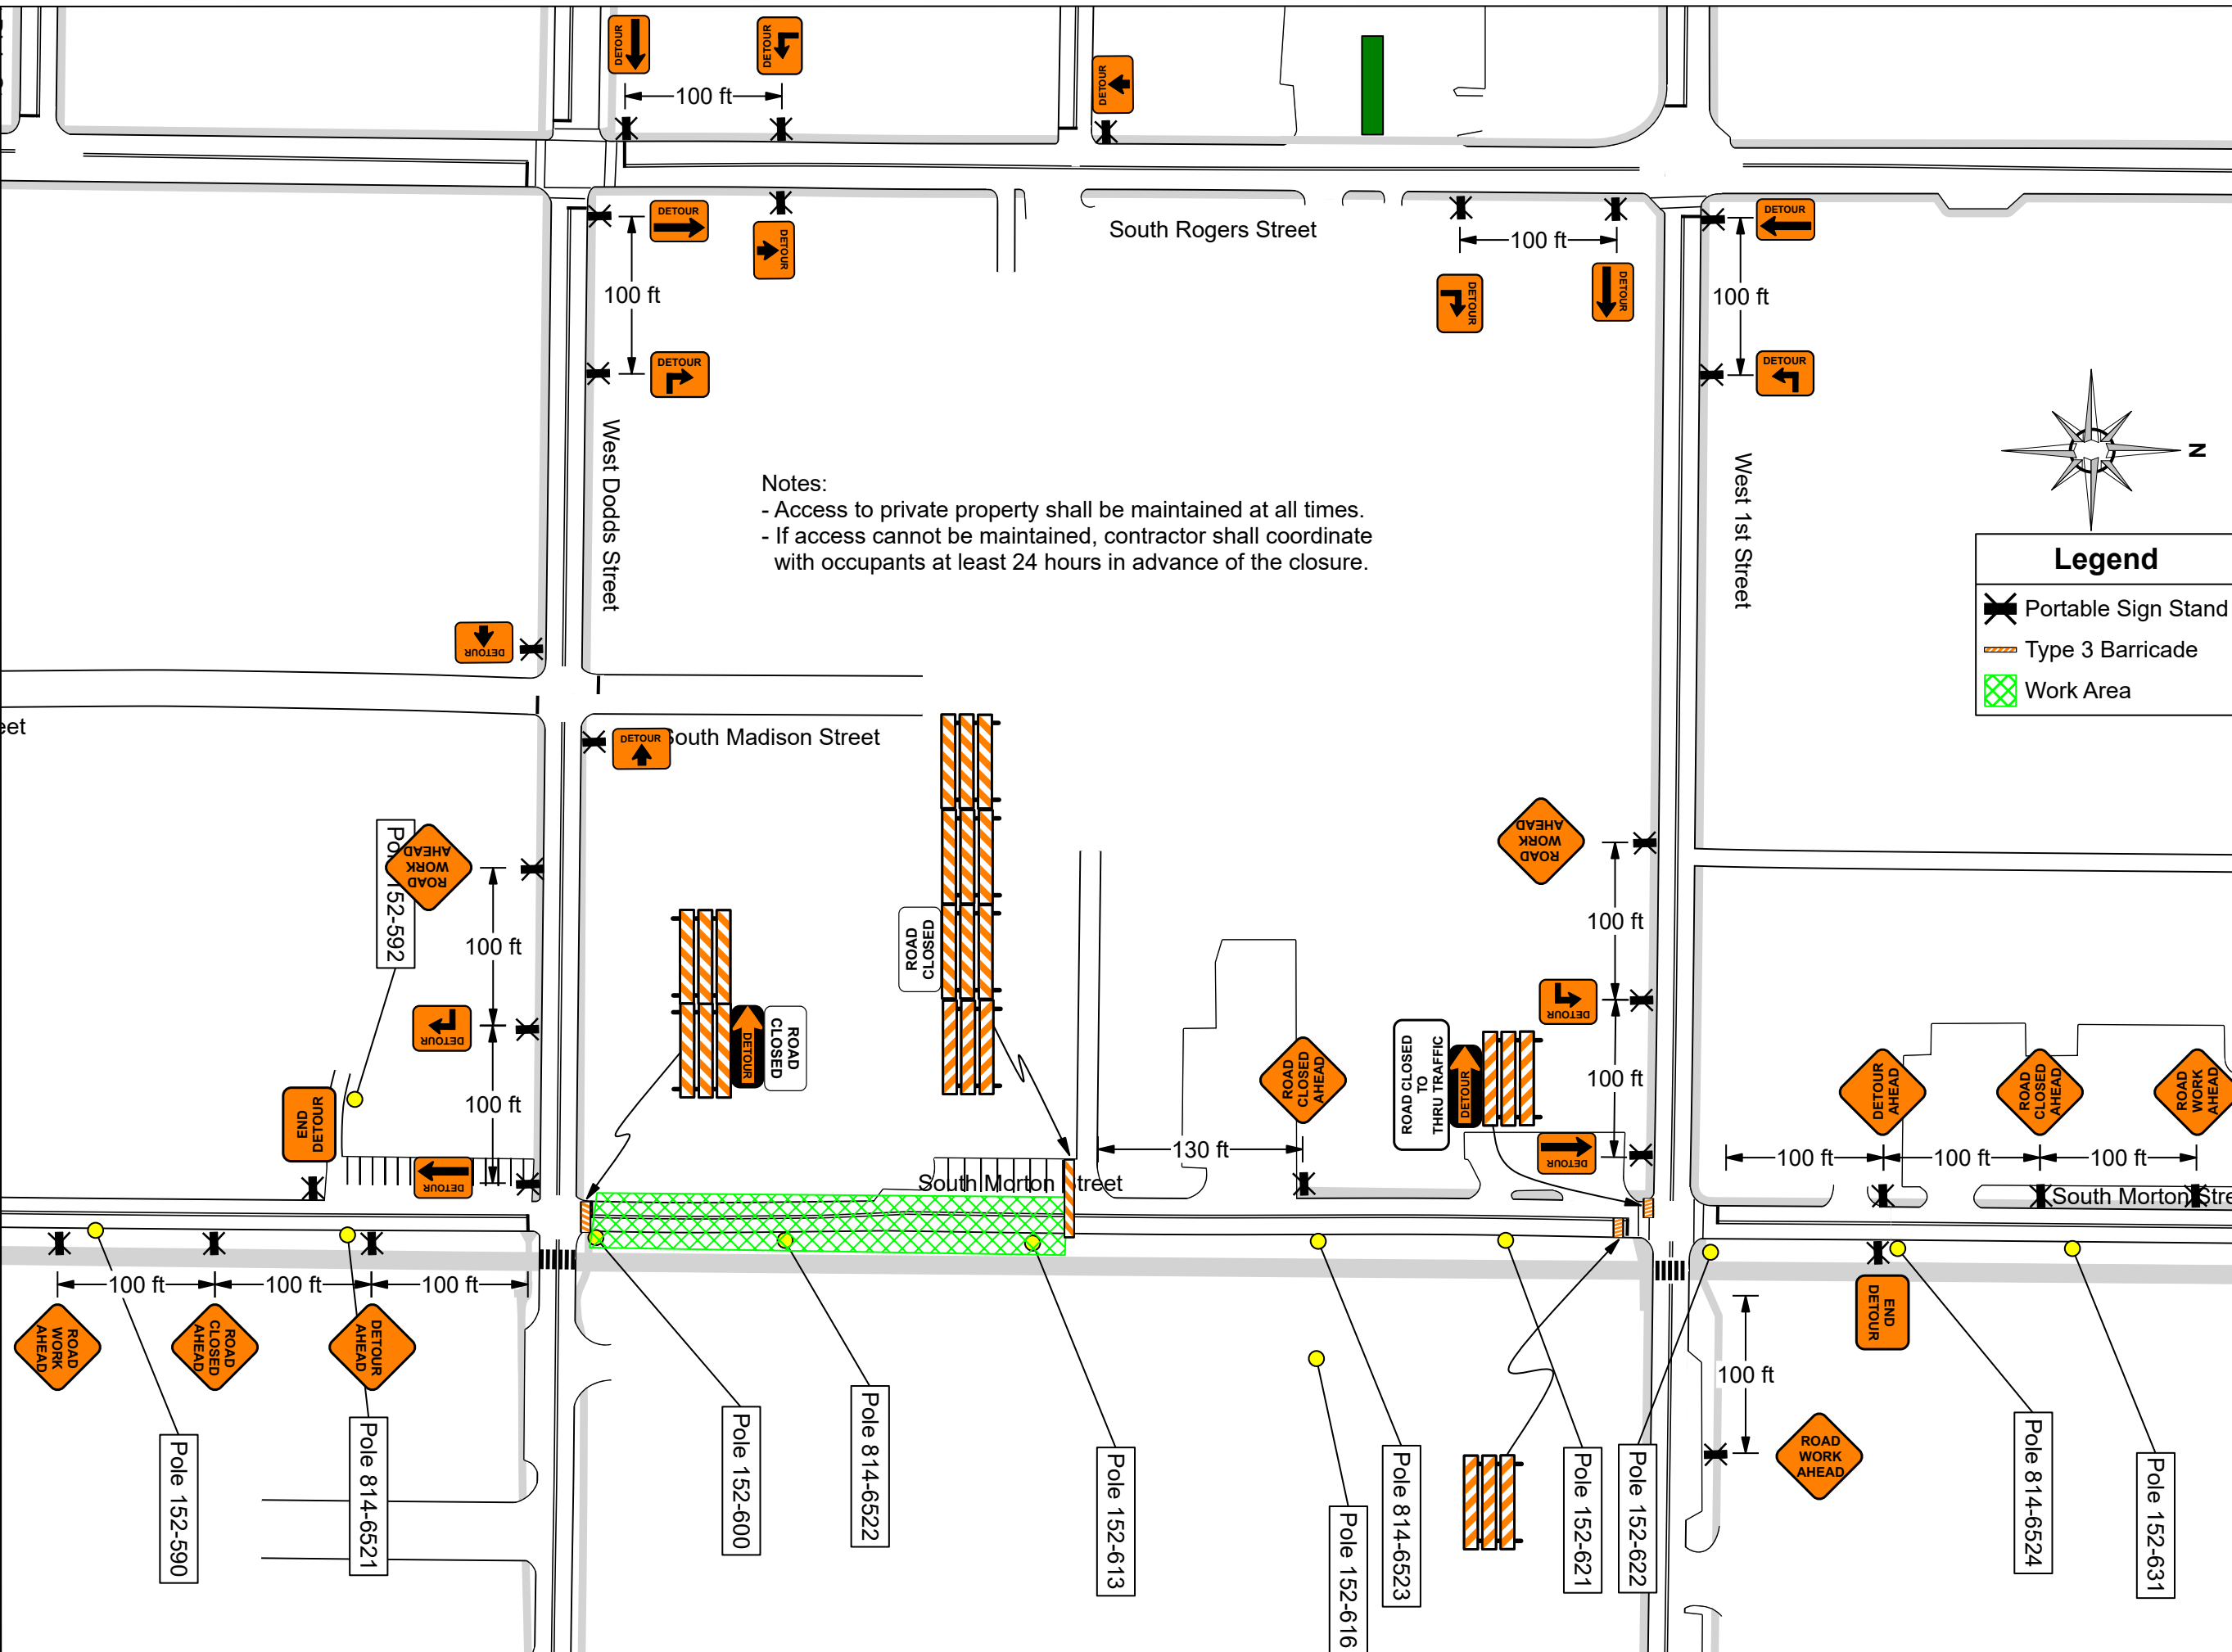 DETOUR
DETOUR
DETOUR
100 ft
South Rogers Street
DETOUR
DETOUR
100 ft
DETOUR
100 ft
DETOUR
DETOUR
100 ft
DETOUR
100 ft
DETOUR
DETOUR
West Dodds Street
West 1st Street
N
Notes:
- Access to private property shall be maintained at all times.
- If access cannot be maintained, contractor shall coordinate
with occupants at least 24 hours in advance of the closure.
Legend
Portable Sign Stand
Type 3 Barricade
Work Area
DETOUR
eet
DETOUR
South Madison Street
ROAD
WORK
AHEAD
152-592
100 ft
DETOUR
100 ft
DETOUR
END
DETOUR
ROAD
CLOSED
DETOUR
ROAD
CLOSED
ROAD
WORK
AHEAD
100 ft
DETOUR
100 ft
DETOUR
ROAD
CLOSED
AHEAD
130 ft
ROAD CLOSED
TO
THRU TRAFFIC
DETOUR
South Morton Street
DETOUR
AHEAD
ROAD
CLOSED
AHEAD
ROAD
WORK
AHEAD
100 ft
100 ft
100 ft
South Morton Stre
100 ft
100 ft
100 ft
ROAD
WORK
AHEAD
ROAD
CLOSED
AHEAD
DETOUR
AHEAD
END
DETOUR
100 ft
ROAD
WORK
AHEAD
Pole 152-590
Pole 814-6521
Pole 152-600
Pole 814-6522
Pole 152-613
Pole 152-616
Pole 814-6523
Pole 152-621
Pole 152-622
Pole 814-6524
Pole 152-631